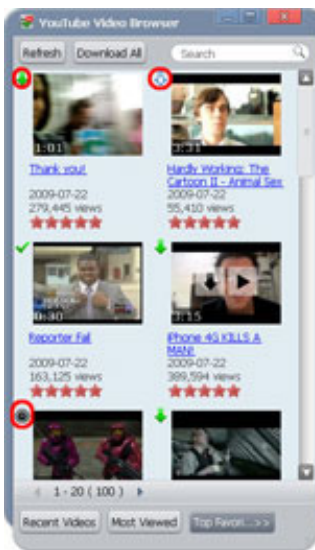 YouTube Video Browser
Refresh
Download All
Search
1:01
3:31
Thank you!
Hardly Working: The
Cartoon II - Animal Sex
2009-07-22
2009-07-22
279,445 views
55,410 views
0:30
3:15
Reporter Fail
iPhone 4G KILLS A
MAN!
2009-07-22
2009-07-22
163,125 views
389,594 views
1 - 20 ( 100 )
Recent Videos
Most Viewed
Top Favori...>>